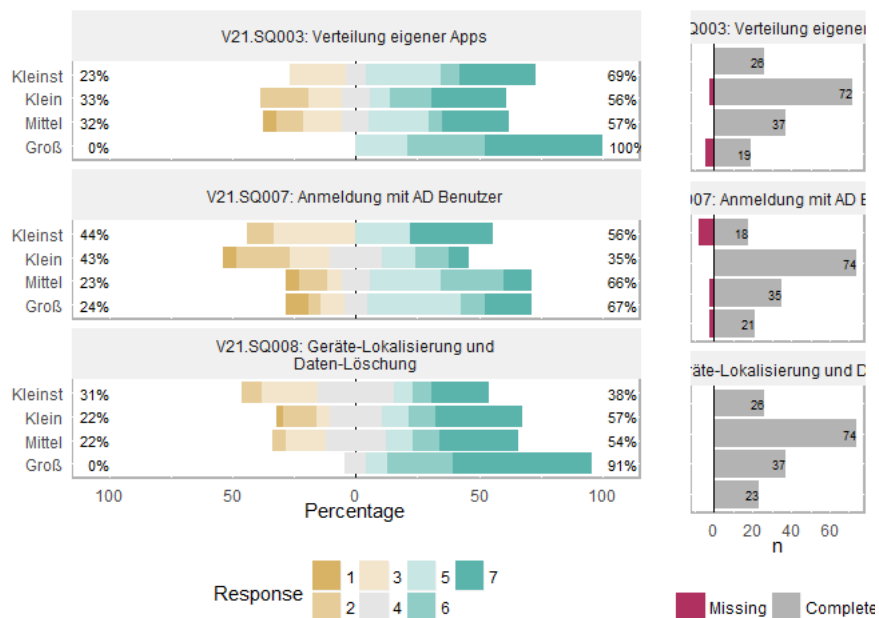 V21.SQ003: Verteilung eigener Apps
Kleinst 23% 69%
Klein 33% 56%
Mittel 32% 57%
Groß 0% 100%
V21.SQ007: Anmeldung mit AD Benutzer
Kleinst 44% 56%
Klein 43% 35%
Mittel 23% 66%
Groß 24% 67%
V21.SQ008: Geräte-Lokalisierung und
Daten-Löschung
Kleinst 31% 38%
Klein 22% 57%
Mittel 22% 54%
Groß 0% 91%
100 50 0 50 100
Percentage
Response 1 3 5 7
2 4 6
Q003: Verteilung eigener
26
72
37
19
007: Anmeldung mit AD B
18
74
35
21
räte-Lokalisierung und D
26
74
37
23
0 20 40 60
n
Missing Complete